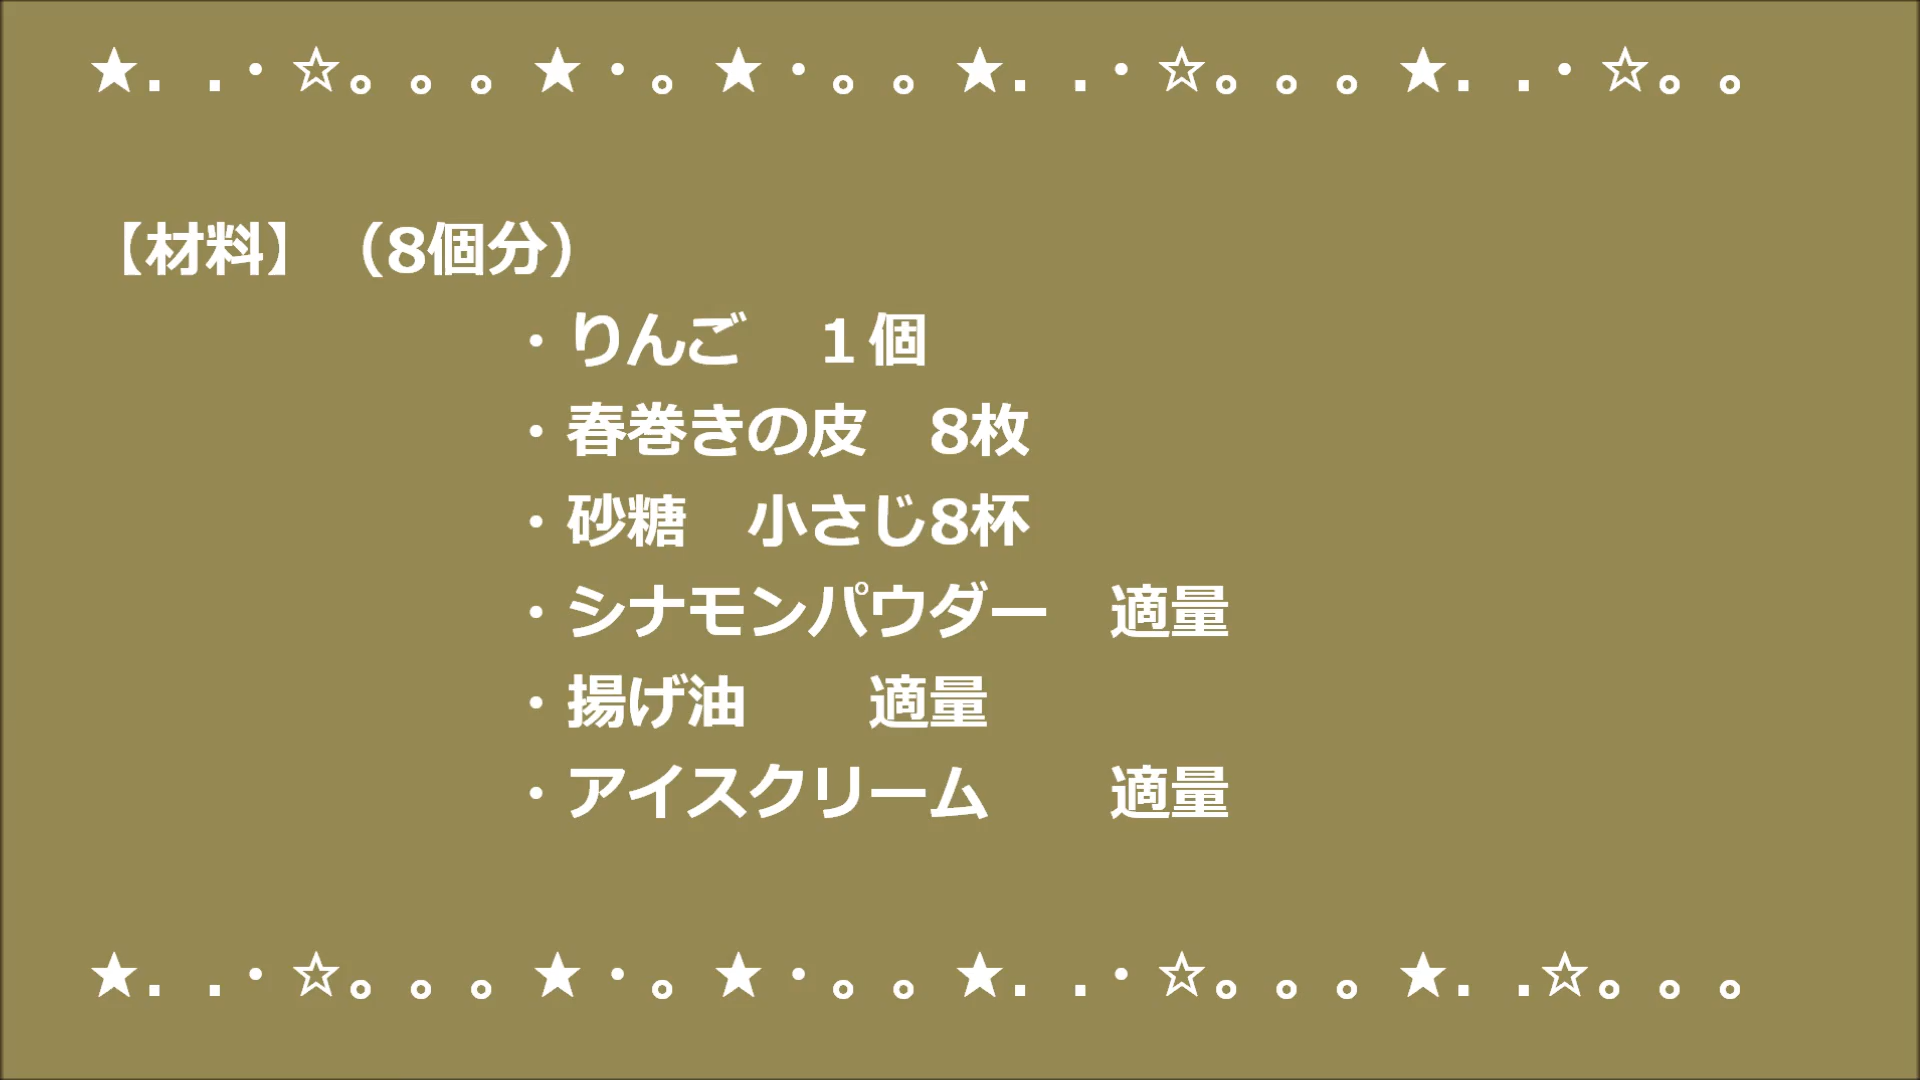 ★．．・☆。。。★・。★・。。★．．・☆。。。★．．・☆。。
【材料】（8個分）
・りんご　１個
・春巻きの皮　8枚
・砂糖　小さじ8杯
・シナモンパウダー　適量
・揚げ油　　適量
・アイスクリーム　　適量
★．．・☆。。。★・。★・。。★．．・☆。。。★．．☆。。。